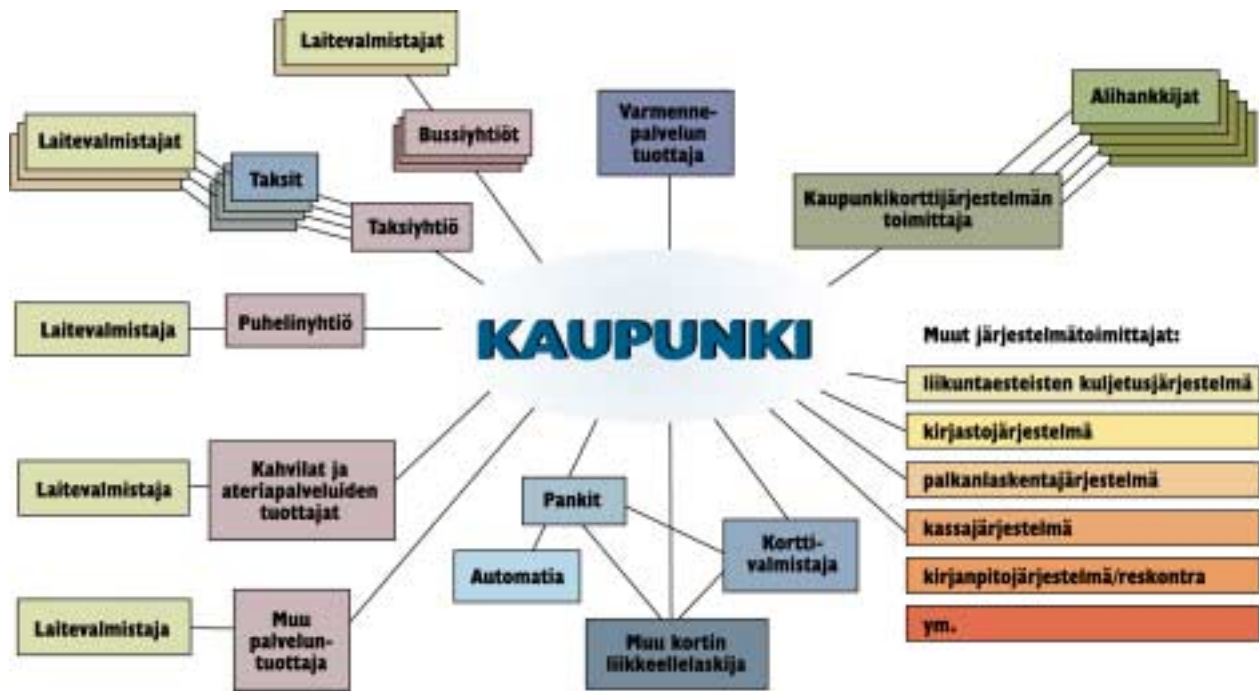 Laitevalmistajat
Laitevalmistajat
Bussiyhtiöt
Varmenne-
palvelun
tuottaja
Alihankkijat
Taksit
Taksiyhtiö
Kaupunkikorttijärjestelmän
toimittaja
Laitevalmistaja
Puhelinyhtiö
KAUPUNKI
Muut järjestelmätoimittajat:
liikuntaesteisten kuljetusjärjestelmä
kirjastojärjestelmä
palkanlaskentajärjestelmä
kassajärjestelmä
kirjanpitojärjestelmä/reskontra
ym.
Laitevalmistaja
Kahvilat ja
ateriapalveluiden
tuottajat
Pankit
Automatia
Kortti-
valmistaja
Laitevalmistaja
Muu
palvelun-
tuottaja
Muu kortin
liikkeellelaskija